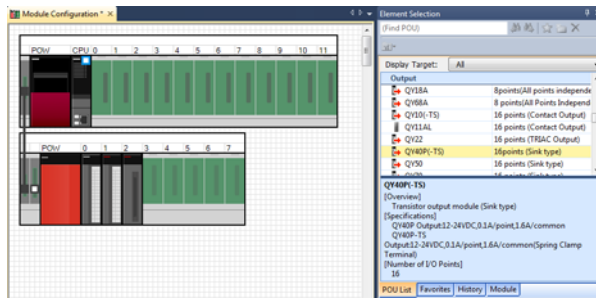 Module Configuration * ×
POW CPU 0 1 2 3 4 5 6 7 8 9 10 11
POW 0 1 2 3 4 5 6 7
Element Selection
(Find POU)
Display Target: All
Output
QY18A 8points(All points independe
QY68A 8 points(All Points Independ
QY10(-TS) 16 points (Contact Output)
QY11AL 16 points (Contact Output)
QY22 16 points (TRIAC Output)
QY40P(-TS) 16points (Sink type)
QY50 16 points (Sink type)
QY40P(-TS)
[Overview]
Transistor output module (Sink type)
[Specifications]
QY40P Output:12-24VDC,0.1A/point,1.6A/common
QY40P-TS
Output:12-24VDC,0.1A/point,1.6A/common(Spring Clamp
Terminal)
[Number of I/O Points]
16
POU List Favorites History Module